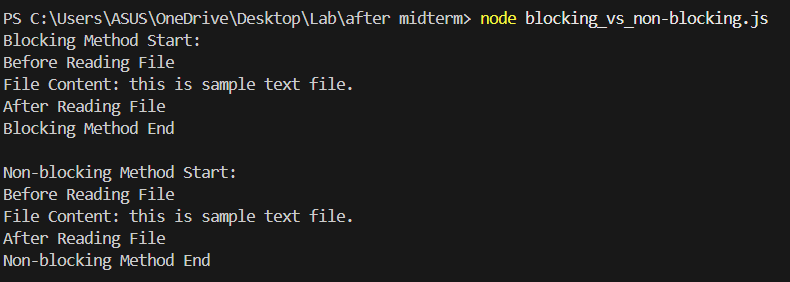 PS C:\Users\ASUS\OneDrive\Desktop\Lab\after midterm> node blocking_vs_non-blocking.js
Blocking Method Start:
Before Reading File
File Content: this is sample text file.
After Reading File
Blocking Method End
Non-blocking Method Start:
Before Reading File
File Content: this is sample text file.
After Reading File
Non-blocking Method End